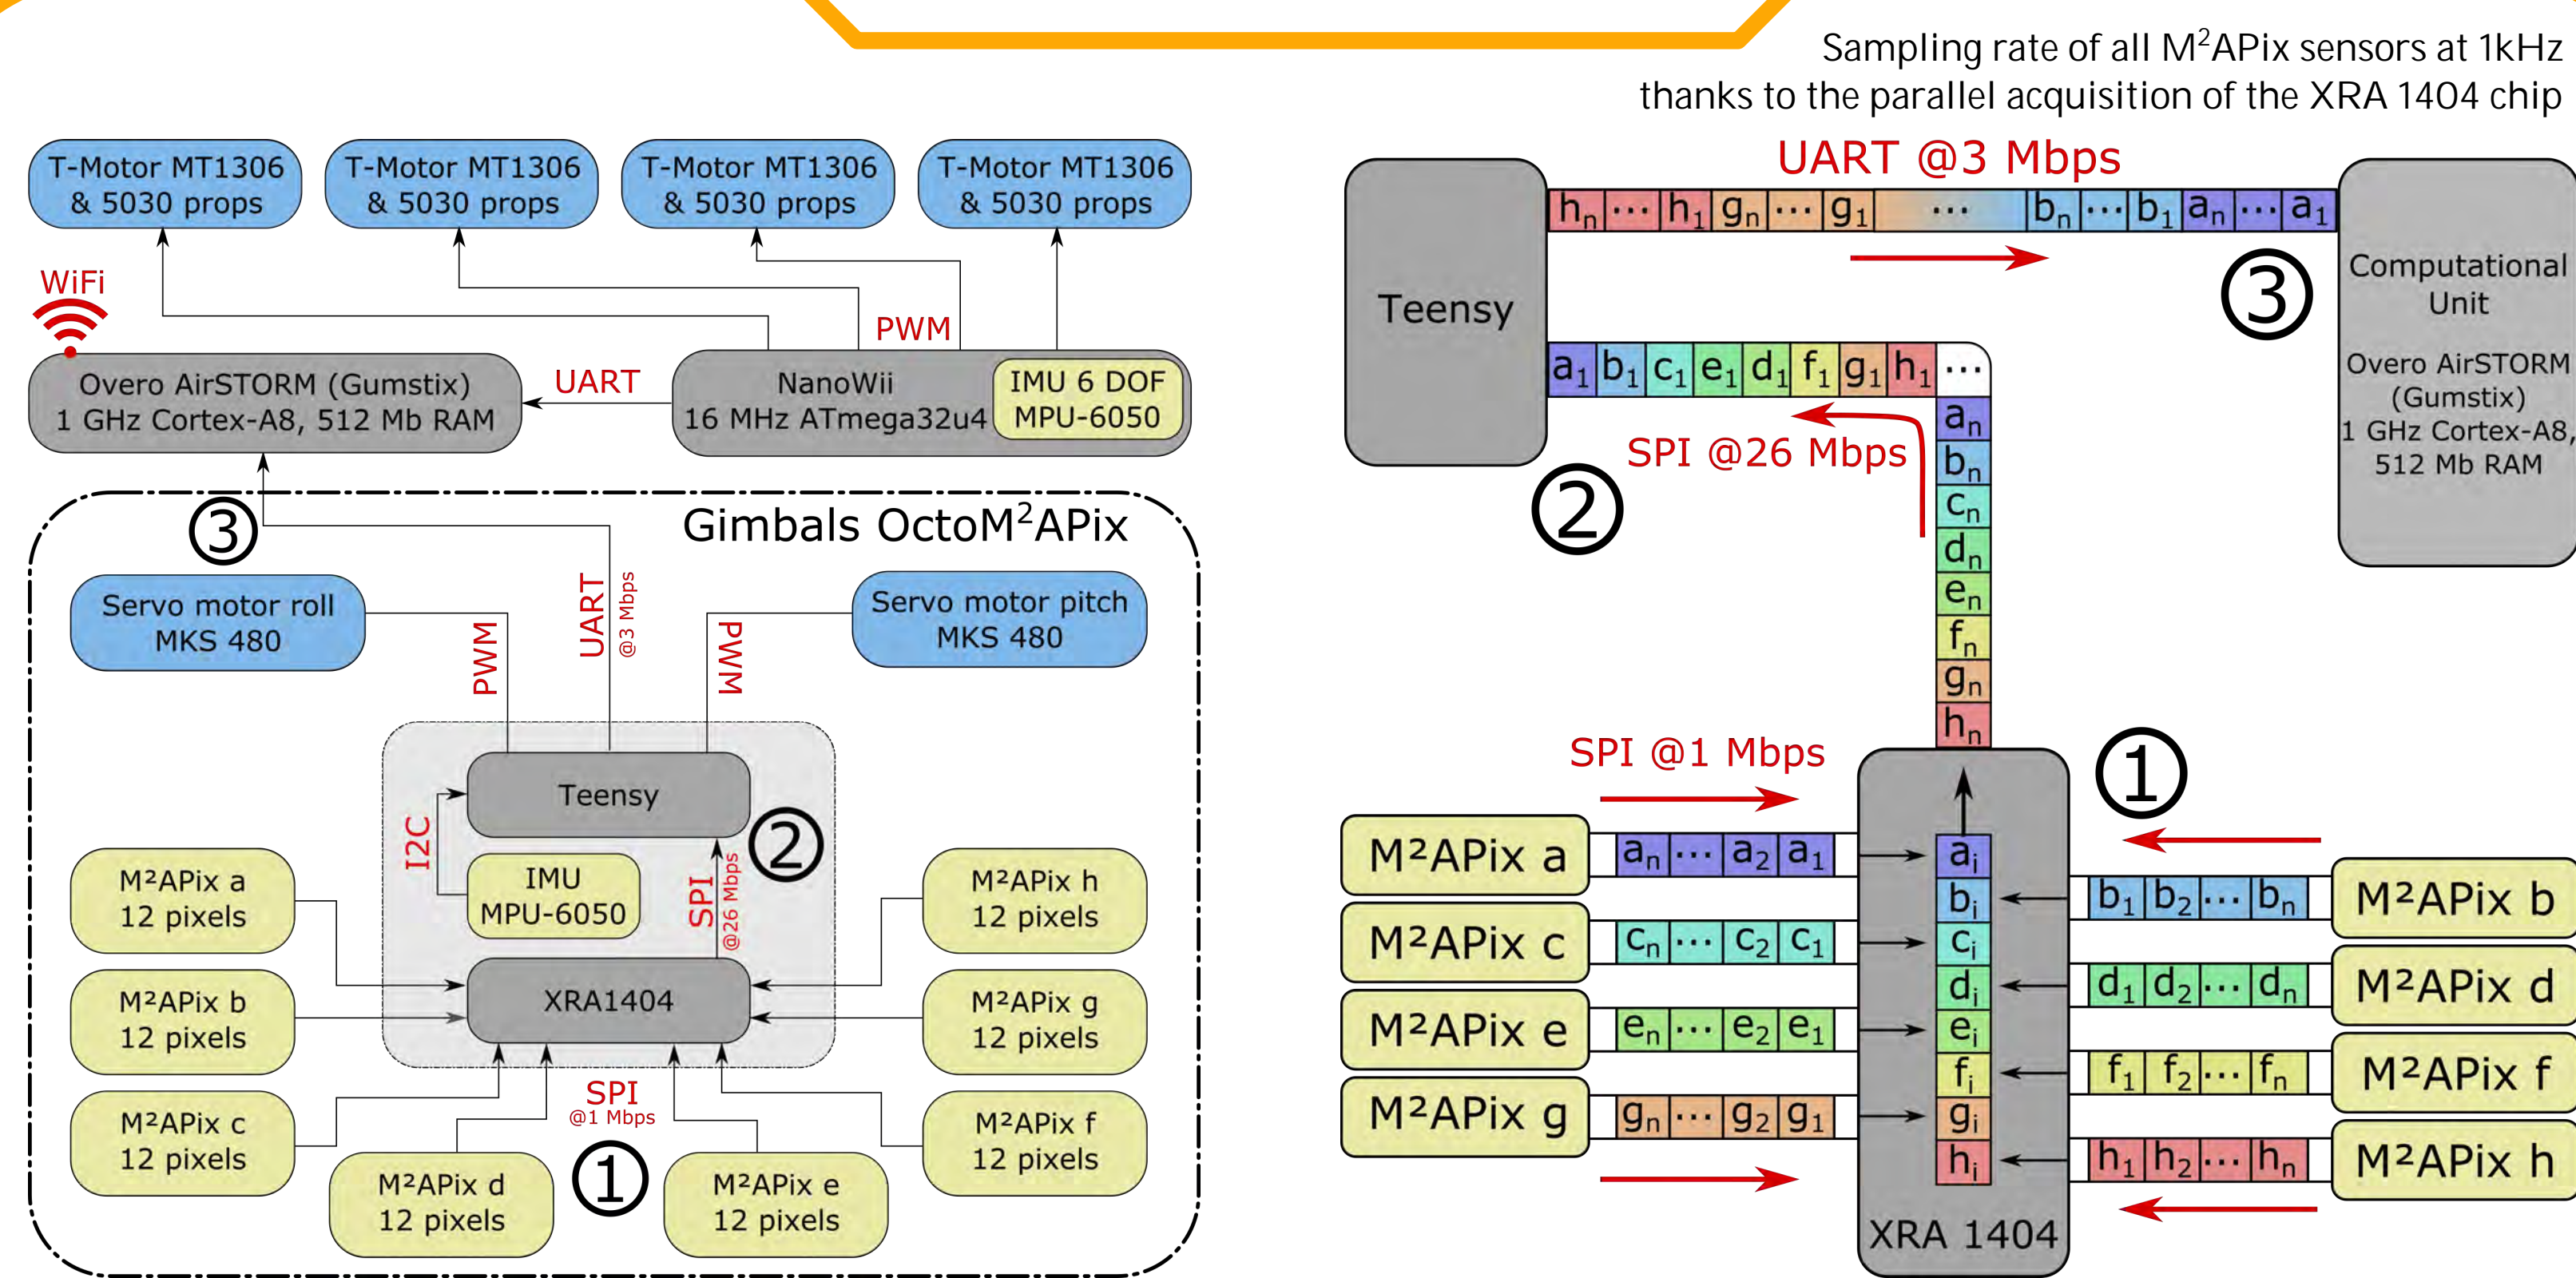 Sampling rate of all M²APix sensors at 1kHz
thanks to the parallel acquisition of the XRA 1404 chip
T-Motor MT1306
& 5030 props
T-Motor MT1306
& 5030 props
T-Motor MT1306
& 5030 props
T-Motor MT1306
& 5030 props
WiFi
PWM
Overo AirSTORM (Gumstix)
1 GHz Cortex-A8, 512 Mb RAM
UART
NanoWii
16 MHz ATmega32u4
IMU 6 DOF
MPU-6050
3
Gimbals OctoM²APix
Servo motor roll
MKS 480
PWM
UART
@3 Mbps
PWM
Servo motor pitch
MKS 480
Teensy
2
I2C
IMU
MPU-6050
SPI
@26 Mbps
XRA1404
M²APix a
12 pixels
M²APix b
12 pixels
M²APix c
12 pixels
M²APix d
12 pixels
SPI
@1 Mbps
1
M²APix e
12 pixels
M²APix f
12 pixels
M²APix g
12 pixels
M²APix h
12 pixels
UART @3 Mbps
Teensy
hn ... h1 gn ... g1 ... bn ... b1 an ... a1
3
Computational
Unit
Overo AirSTORM
(Gumstix)
1 GHz Cortex-A8,
512 Mb RAM
a1 b1 c1 e1 d1 f1 g1 h1 ...
an
bn
cn
dn
en
fn
gn
hn
SPI @26 Mbps
2
SPI @1 Mbps
1
M²APix a
an ... a2 a1
M²APix c
cn ... c2 c1
M²APix e
en ... e2 e1
M²APix g
gn ... g2 g1
ai
bi
ci
di
ei
fi
gi
hi
XRA 1404
b1 b2 ... bn
M²APix b
d1 d2 ... dn
M²APix d
f1 f2 ... fn
M²APix f
h1 h2 ... hn
M²APix h